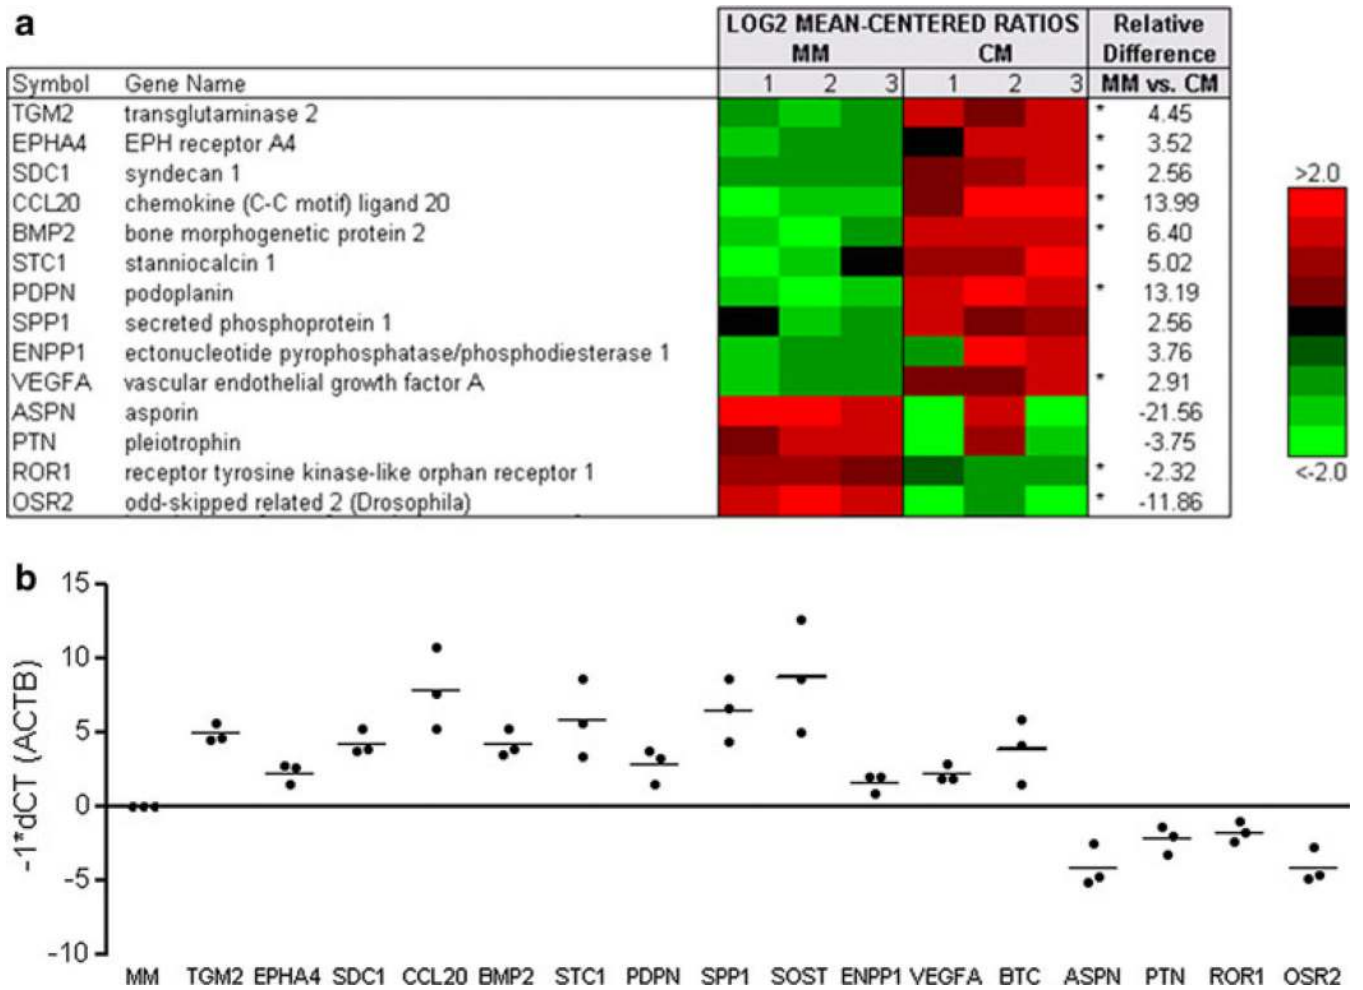 a
LOG2 MEAN-CENTERED RATIOS Relative
MM CM Difference
Symbol Gene Name 1 2 3 1 2 3 MM vs. CM
TGM2 transglutaminase 2 * 4.45
EPHA4 EPH receptor A4 * 3.52
SDC1 syndecan 1 * 2.56
CCL20 chemokine (C-C motif) ligand 20 * 13.99
BMP2 bone morphogenetic protein 2 * 6.40
STC1 stanniocalcin 1 5.02
PDPN podoplanin * 13.19
SPP1 secreted phosphoprotein 1 2.56
ENPP1 ectonucleotide pyrophosphatase/phosphodiesterase 1 3.76
VEGFA vascular endothelial growth factor A * 2.91
ASPN asporin -21.56
PTN pleiotrophin -3.75
ROR1 receptor tyrosine kinase-like orphan receptor 1 * -2.32
OSR2 odd-skipped related 2 (Drosophila) * -11.86
>2.0
<-2.0
b
-1*dCT (ACTB)
15
10
5
0
-5
-10
MM TGM2 EPHA4 SDC1 CCL20 BMP2 STC1 PDPN SPP1 SOST ENPP1 VEGFA BTC ASPN PTN ROR1 OSR2